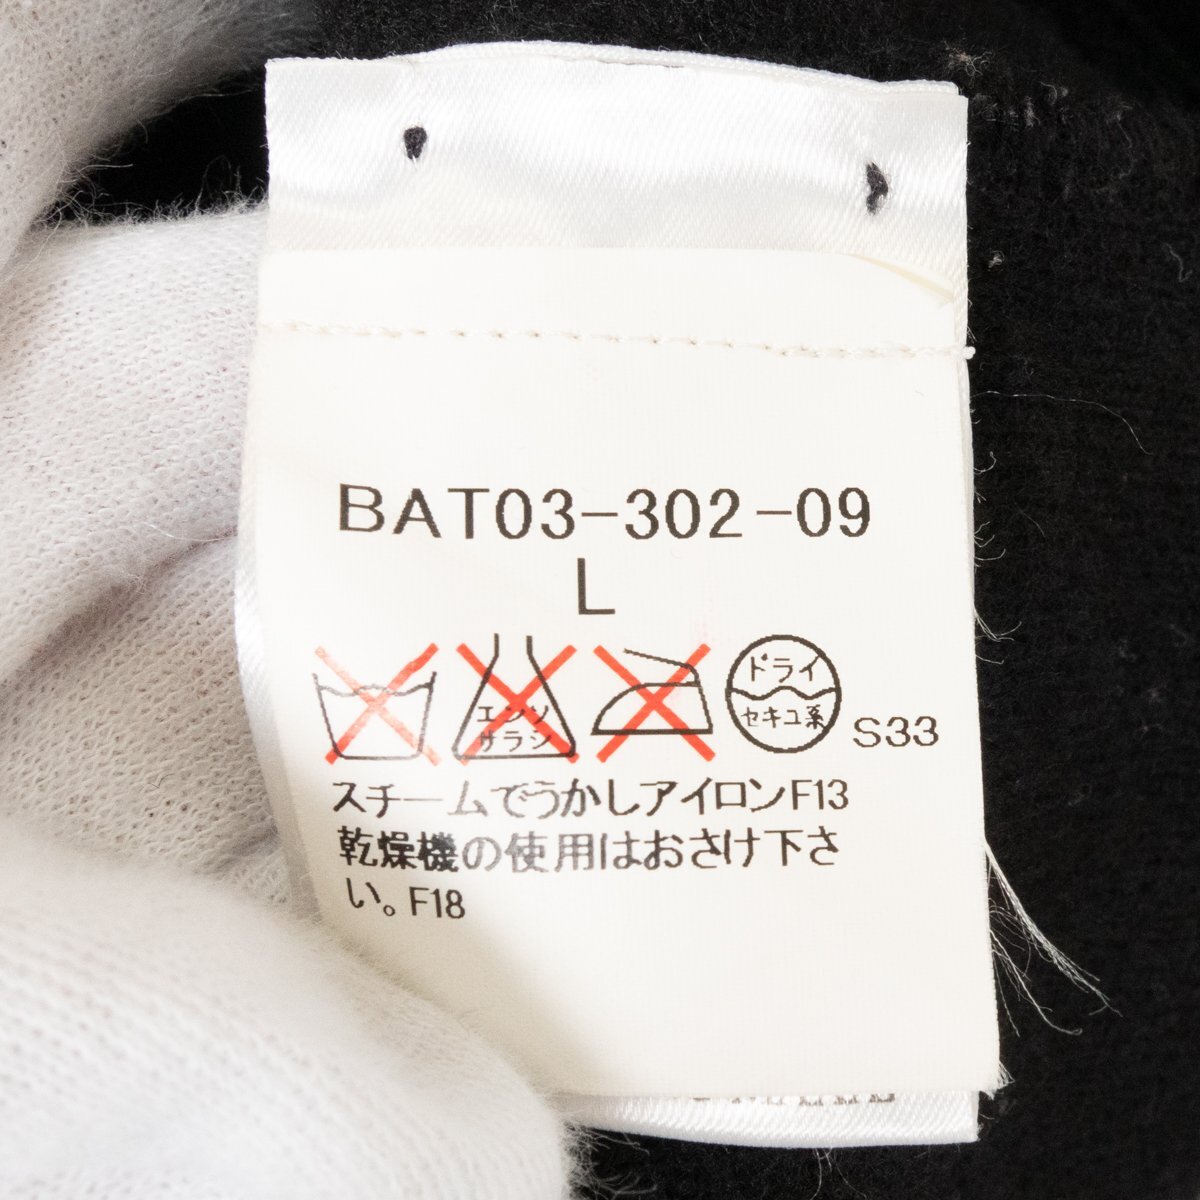 BAT03-302-09
L
エンソ
サラシ
ドライ
セキユ系
S33
スチームでうかしアイロンF13
乾燥機の使用はおさけ下さ
い。F18